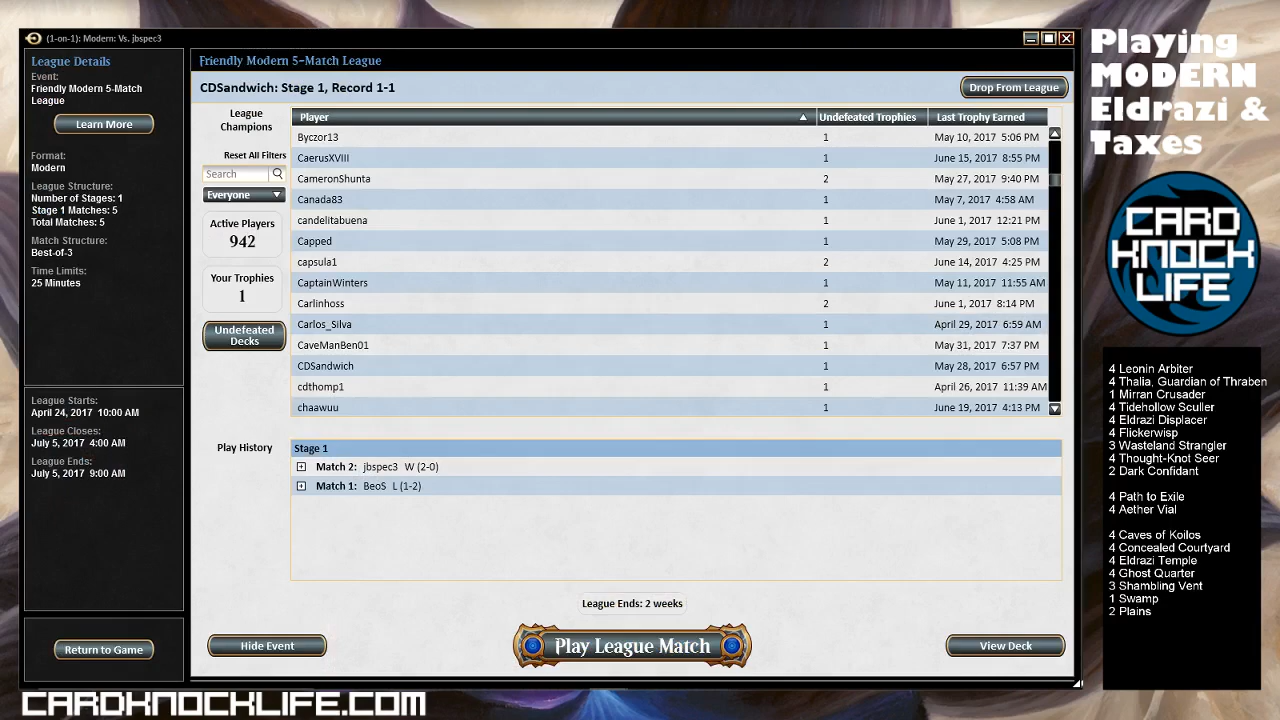 (1-on-1): Modern: Vs. jbspec3
League Details
Event:
Friendly Modern 5-Match
League
Learn More
Format:
Modern
League Structure:
Number of Stages: 1
Stage 1 Matches: 5
Total Matches: 5
Match Structure:
Best-of-3
Time Limits:
25 Minutes
League Starts:
April 24, 2017 10:00 AM
League Closes:
July 5, 2017 4:00 AM
League Ends:
July 5, 2017 9:00 AM
Return to Game
Friendly Modern 5-Match League
CDSandwich: Stage 1, Record 1-1
Drop From League
League
Champions
Reset All Filters
Search
Everyone
Active Players
942
Your Trophies
1
Undefeated
Decks
Player Undefeated Trophies Last Trophy Earned
Byczor13 1 May 10, 2017 5:06 PM
CaerusXVIII 1 June 15, 2017 8:55 PM
CameronShunta 2 May 27, 2017 9:40 PM
Canada83 1 May 7, 2017 4:58 AM
candelitabuena 1 June 1, 2017 12:21 PM
Capped 1 May 29, 2017 5:08 PM
capsula1 2 June 14, 2017 4:25 PM
CaptainWinters 1 May 11, 2017 11:55 AM
Carlinhoss 2 June 1, 2017 8:14 PM
Carlos_Silva 1 April 29, 2017 6:59 AM
CaveManBen01 1 May 31, 2017 7:37 PM
CDSandwich 1 May 28, 2017 6:57 PM
cdthomp1 1 April 26, 2017 11:39 AM
chaawuu 1 June 19, 2017 4:13 PM
Play History
Stage 1
Match 2: jbspec3 W (2-0)
Match 1: BeoS L (1-2)
League Ends: 2 weeks
Hide Event
Play League Match
View Deck
Playing
MODERN
Eldrazi &
Taxes
CARD
KNOCK
LIFE
4 Leonin Arbiter
4 Thalia, Guardian of Thraben
1 Mirran Crusader
4 Tidehollow Sculler
4 Eldrazi Displacer
4 Flickerwisp
3 Wasteland Strangler
4 Thought-Knot Seer
2 Dark Confidant
4 Path to Exile
4 Aether Vial
4 Caves of Koilos
4 Concealed Courtyard
4 Eldrazi Temple
4 Ghost Quarter
3 Shambling Vent
1 Swamp
2 Plains
CARDKNOCKLIFE.COM